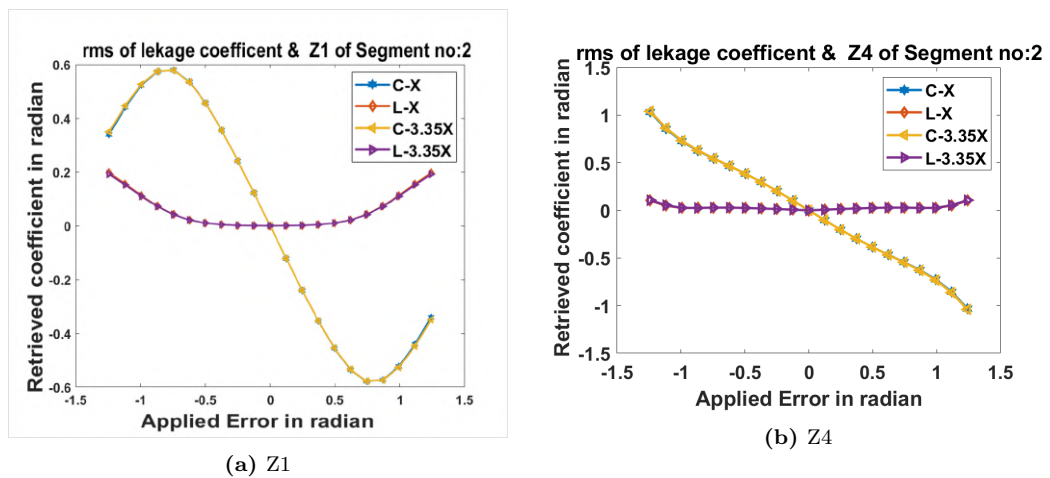 rms of lekage coefficent & Z1 of Segment no:2
Retrieved coefficient in radian
0.6
0.4
0.2
0
-0.2
-0.4
-0.6
C-X
L-X
C-3.35X
L-3.35X
-1.5 -1 -0.5 0 0.5 1 1.5
Applied Error in radian
(a) Z1
rms of lekage coefficent & Z4 of Segment no:2
Retrieved coefficient in radian
1.5
1
0.5
0
-0.5
-1
-1.5
C-X
L-X
C-3.35X
L-3.35X
-1.5 -1 -0.5 0 0.5 1 1.5
Applied Error in radian
(b) Z4